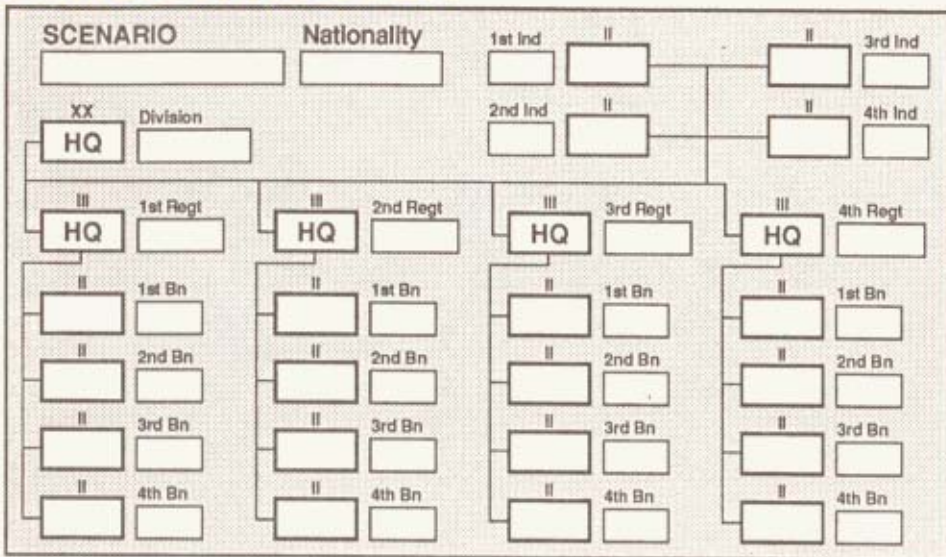 SCENARIO Nationality 1st Ind II II 3rd Ind
XX Division 2nd Ind II II 4th Ind
HQ
III 1st Regt III 2nd Regt III 3rd Regt III 4th Regt
HQ HQ HQ HQ
II 1st Bn II 1st Bn II 1st Bn II 1st Bn
II 2nd Bn II 2nd Bn II 2nd Bn II 2nd Bn
II 3rd Bn II 3rd Bn II 3rd Bn II 3rd Bn
II 4th Bn II 4th Bn II 4th Bn II 4th Bn